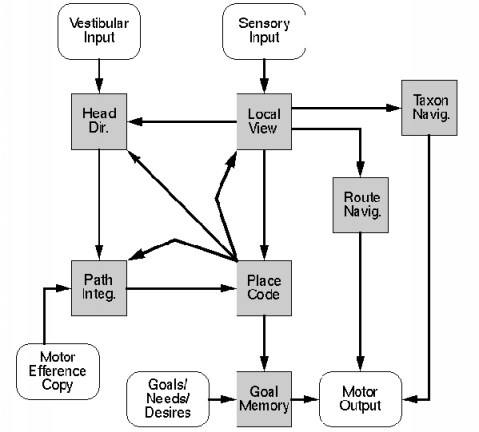 Vestibular
Input
Sensory
Input
Head
Dir.
Local
View
Taxon
Navig.
Route
Navig.
Path
Integ.
Place
Code
Motor
Efference
Copy
Goals/
Needs/
Desires
Goal
Memory
Motor
Output